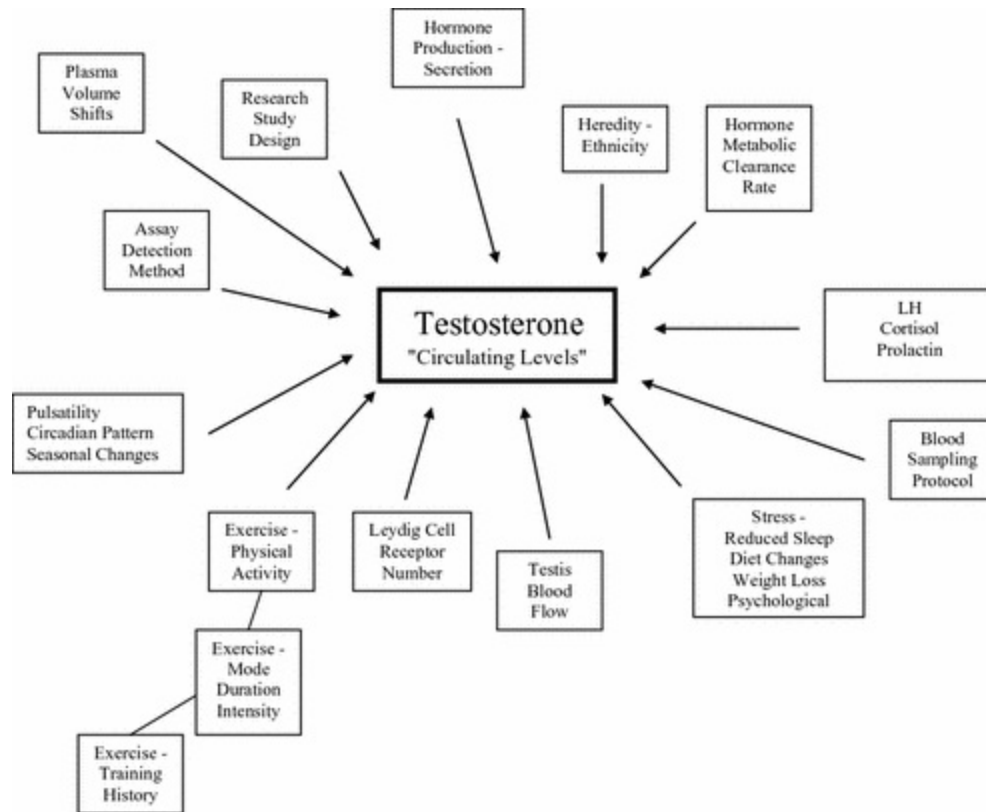 Hormone
Production -
Secretion
Plasma
Volume
Shifts
Research
Study
Design
Heredity -
Ethnicity
Hormone
Metabolic
Clearance
Rate
Assay
Detection
Method
Testosterone
"Circulating Levels"
LH
Cortisol
Prolactin
Pulsatility
Circadian Pattern
Seasonal Changes
Blood
Sampling
Protocol
Exercise -
Physical
Activity
Leydig Cell
Receptor
Number
Testis
Blood
Flow
Stress -
Reduced Sleep
Diet Changes
Weight Loss
Psychological
Exercise -
Mode
Duration
Intensity
Exercise -
Training
History